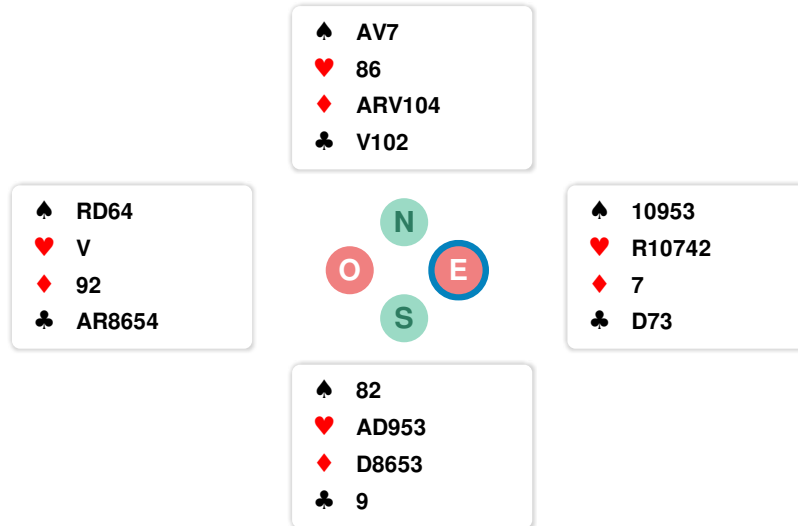 ♠ AV7
♥ 86
♦ ARV104
♣ V102
♠ RD64
♥ V
♦ 92
♣ AR8654
N
O E
S
♠ 10953
♥ R10742
♦ 7
♣ D73
♠ 82
♥ AD953
♦ D8653
♣ 9